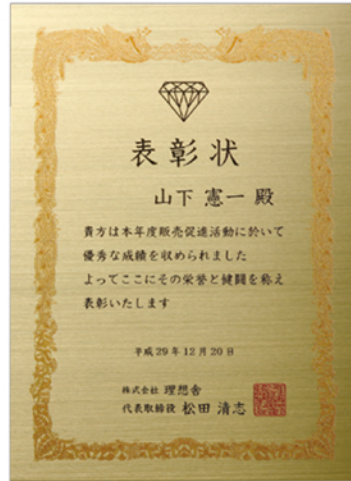 表彰状
山下 憲一 殿
貴方は本年度販売促進活動に於いて
優秀な成績を収められました
よってここにその栄誉と健闘を称え
表彰いたします
平成29年12月20日
株式会社 理想舎
代表取締役 松田 清志